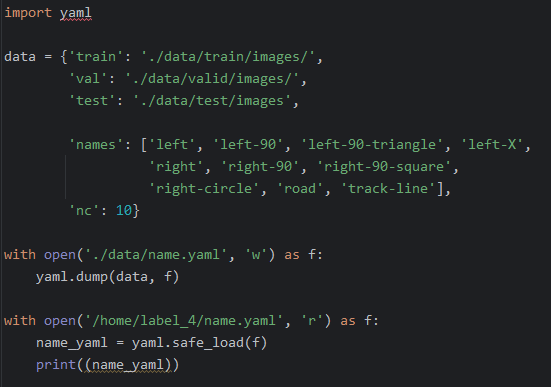 import yaml
data = {'train': './data/train/images/',
'val': './data/valid/images/',
'test': './data/test/images',
'names': ['left', 'left-90', 'left-90-triangle', 'left-X',
'right', 'right-90', 'right-90-square',
'right-circle', 'road', 'track-line'],
'nc': 10}
with open('./data/name.yaml', 'w') as f:
yaml.dump(data, f)
with open('/home/label_4/name.yaml', 'r') as f:
name_yaml = yaml.safe_load(f)
print((name_yaml))